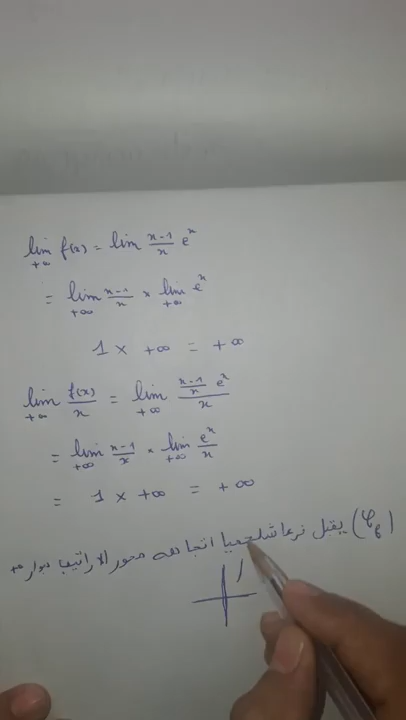 lim f(x) = lim (x-1)/x e^x
+∞
= lim (x-1)/x × lim e^x
+∞ +∞
1 × +∞ = +∞
lim f(x)/x = lim ((x-1)/x e^x)/x
+∞ +∞
= lim (x-1)/x × lim e^x/x
+∞ +∞
= 1 × +∞ = +∞
(C_f) يقبل فرعا شلجميا اتجاهه محور الأراتيب بجوار +∞